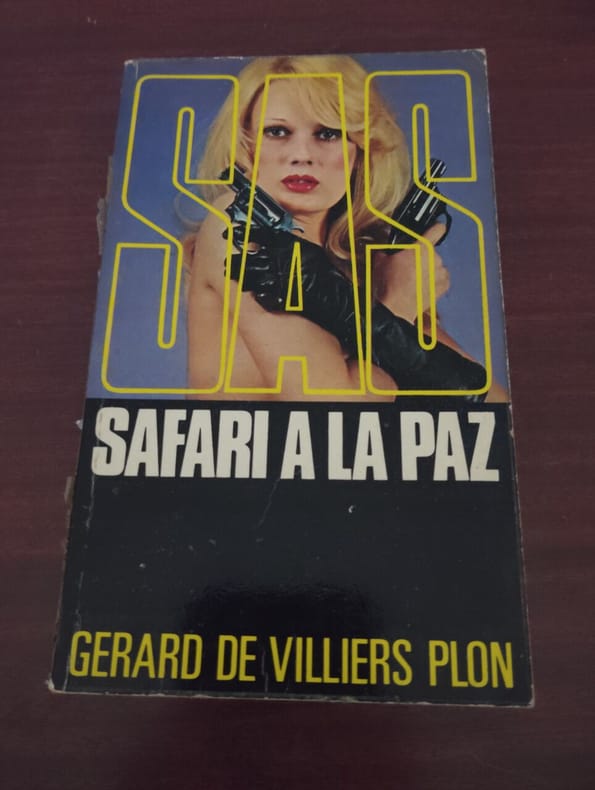 SAS
SAFARI A LA PAZ
GERARD DE VILLIERS PLON